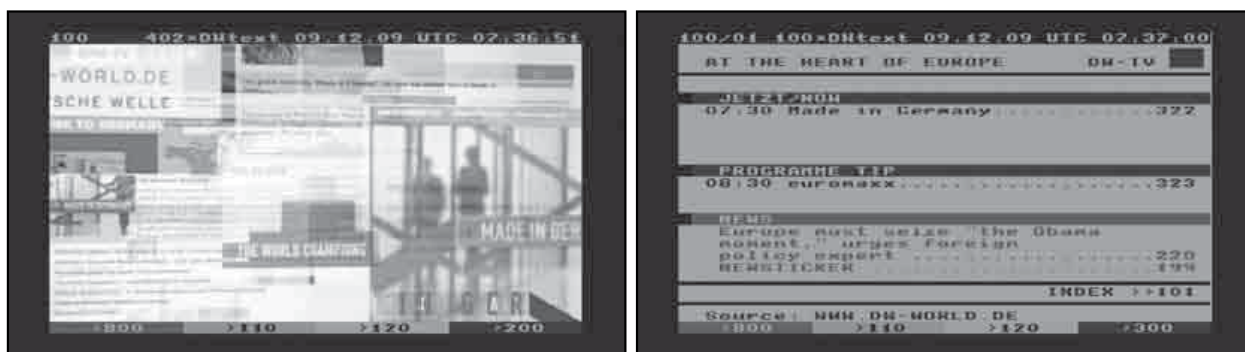 100 402×DWtext 09.12.09 UTC 07:36:51
-WORLD.DE
SCHE WELLE
MADE IN GER
THE WORLD CHAMPIONS
GAR
>800 >110 >120 >200
100/01 100×DWtext 09.12.09 UTC 07:37:00
AT THE HEART OF EUROPE DW-TV
JETZT/NOW
07:30 Made in Germany.............322
PROGRAMME TIP
08:30 euromaxx....................323
NEWS
Europe must seize "the Obama
moment," urges foreign
policy expert ....................220
NEWSTICKER .......................199
INDEX >>101
Source: WWW.DW-WORLD.DE
>800 >110 >120 >300